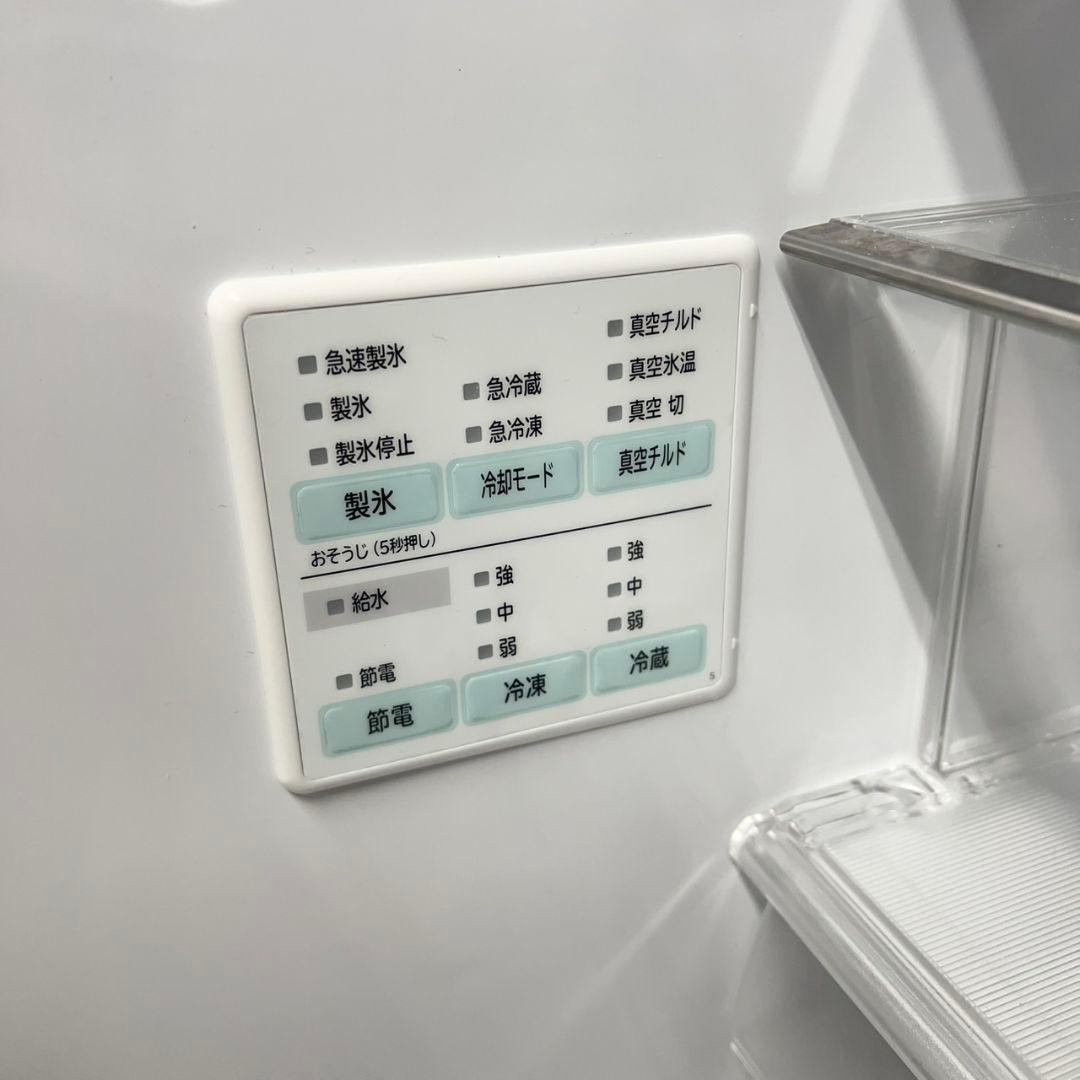 急速製氷
製氷
製氷停止
製氷
おそうじ(5秒押し)
急冷蔵
急冷凍
冷却モード
真空チルド
真空氷温
真空 切
真空チルド
給水
節電
節電
強
中
弱
冷凍
強
中
弱
冷蔵
S